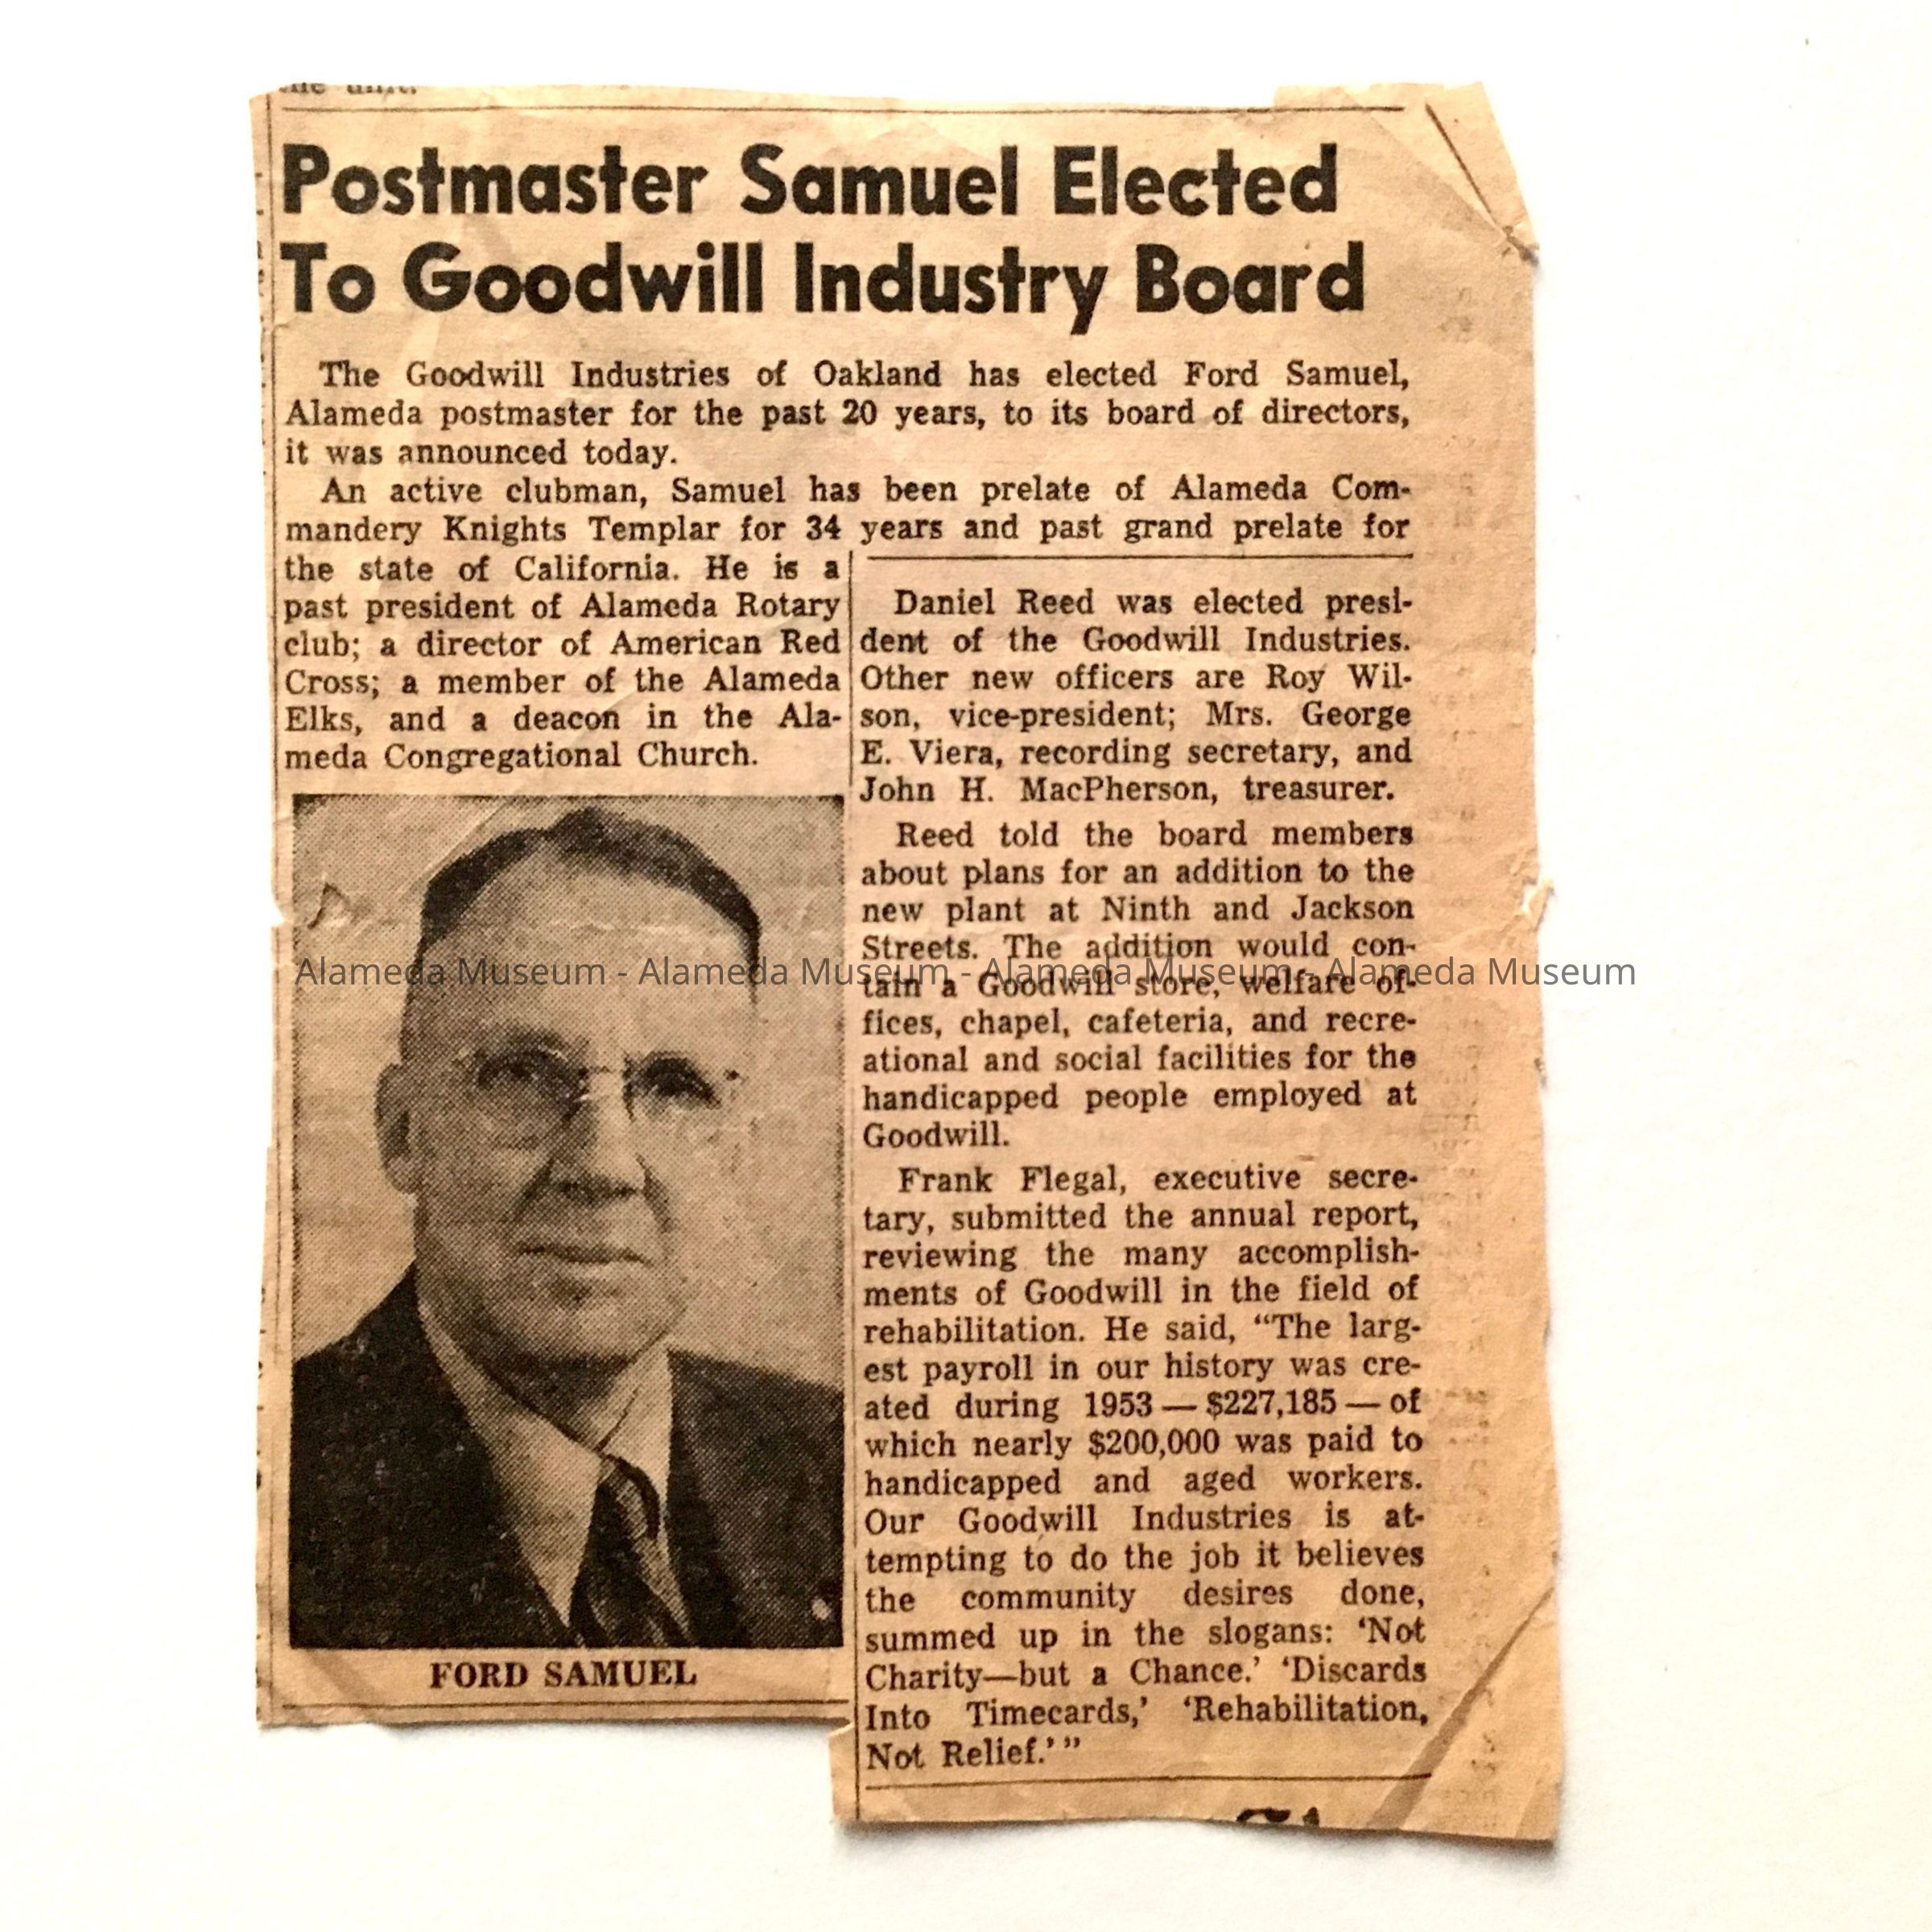 Postmaster Samuel Elected
To Goodwill Industry Board
The Goodwill Industries of Oakland has elected Ford Samuel,
Alameda postmaster for the past 20 years, to its board of directors,
it was announced today.
An active clubman, Samuel has been prelate of Alameda Com-
mandery Knights Templar for 34 years and past grand prelate for
the state of California. He is a
past president of Alameda Rotary
club; a director of American Red
Cross; a member of the Alameda
Elks, and a deacon in the Ala-
meda Congregational Church.
FORD SAMUEL
Daniel Reed was elected presi-
dent of the Goodwill Industries.
Other new officers are Roy Wil-
son, vice-president; Mrs. George
E. Viera, recording secretary, and
John H. MacPherson, treasurer.
Reed told the board members
about plans for an addition to the
new plant at Ninth and Jackson
Streets. The addition would con-
tain a Goodwill store, welfare of-
fices, chapel, cafeteria, and recre-
ational and social facilities for the
handicapped people employed at
Goodwill.
Frank Flegal, executive secre-
tary, submitted the annual report,
reviewing the many accomplish-
ments of Goodwill in the field of
rehabilitation. He said, “The larg-
est payroll in our history was cre-
ated during 1953 — $227,185 — of
which nearly $200,000 was paid to
handicapped and aged workers.
Our Goodwill Industries is at-
tempting to do the job it believes
the community desires done,
summed up in the slogans: ‘Not
Charity—but a Chance.’ ‘Discards
Into Timecards,’ ‘Rehabilitation,
Not Relief.’ ”
Alameda Museum - Alameda Museum - Alameda Museum - Alameda Museum